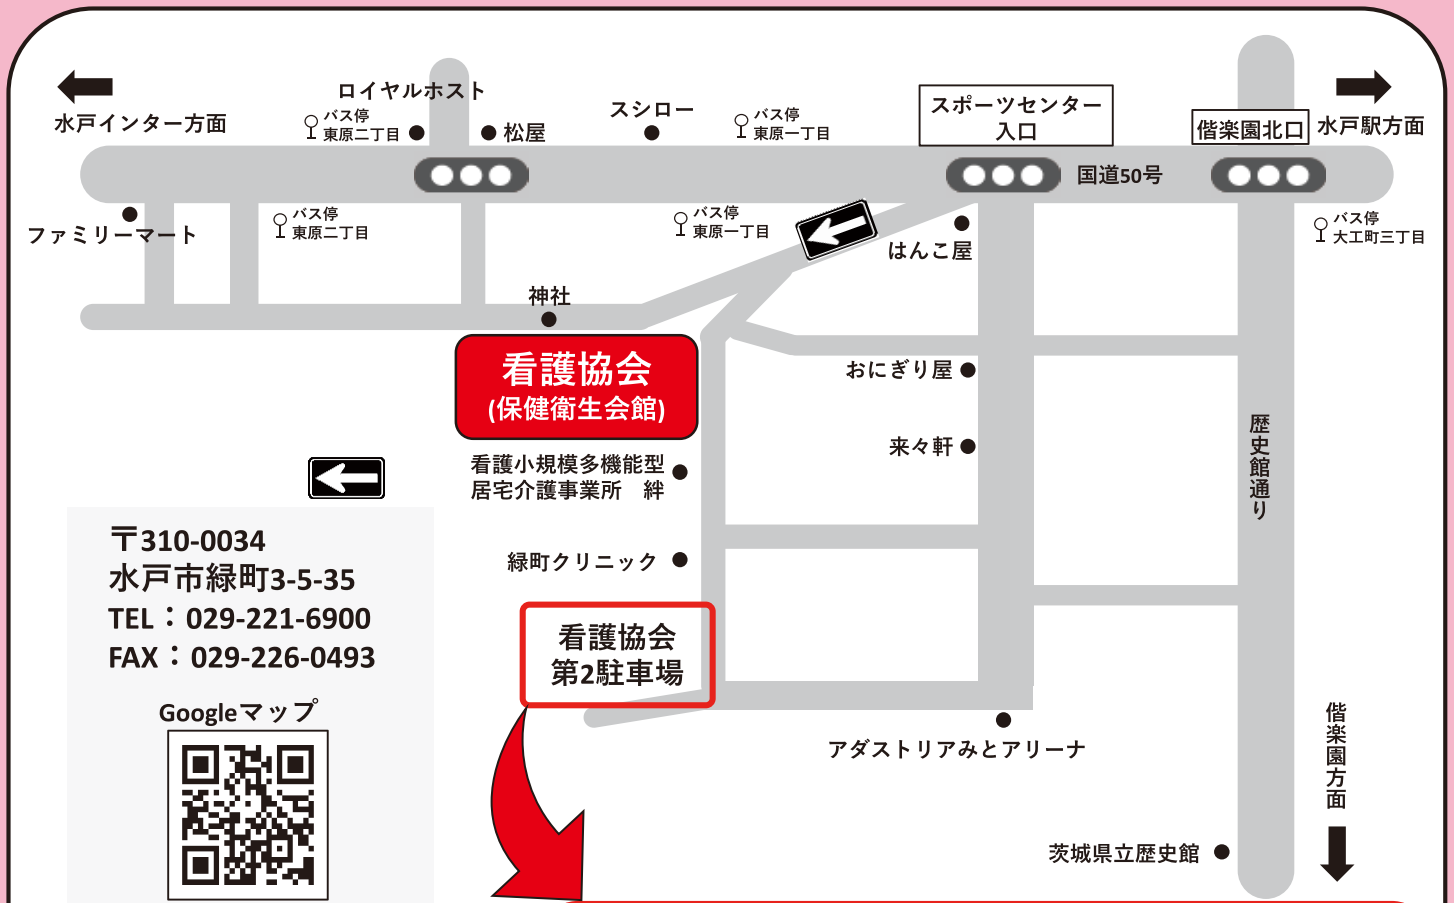 水戸インター方面
ロイヤルホスト
バス停
東原二丁目
松屋
スシロー
バス停
東原一丁目
スポーツセンター
入口
偕楽園北口
水戸駅方面
国道50号
ファミリーマート
バス停
東原二丁目
バス停
東原一丁目
はんこ屋
バス停
大工町三丁目
神社
看護協会
(保健衛生会館)
おにぎり屋
来々軒
歴史館通り
看護小規模多機能型
居宅介護事業所　絆
緑町クリニック
〒310-0034
水戸市緑町3-5-35
TEL：029-221-6900
FAX：029-226-0493
Googleマップ
看護協会
第2駐車場
アダストリアみとアリーナ
偕楽園方面
茨城県立歴史館